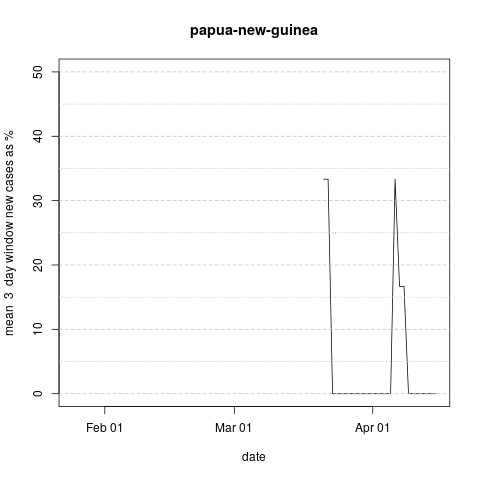 papua-new-guinea
mean  3  day window new cases as %
50
40
30
20
10
0
Feb 01
Mar 01
Apr 01
date